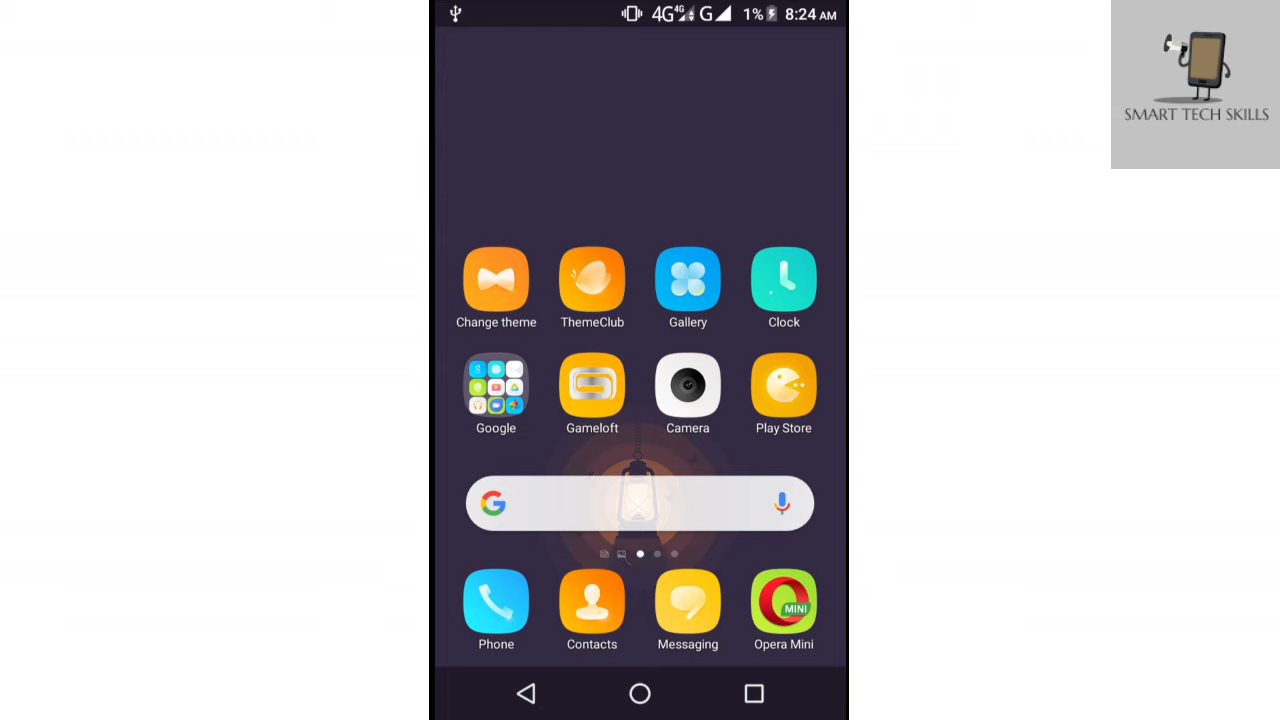 4G 4G G 1% 8:24 AM
SMART TECH SKILLS
Change theme
ThemeClub
Gallery
Clock
Google
Gameloft
Camera
Play Store
G
Phone
Contacts
Messaging
MINI
Opera Mini